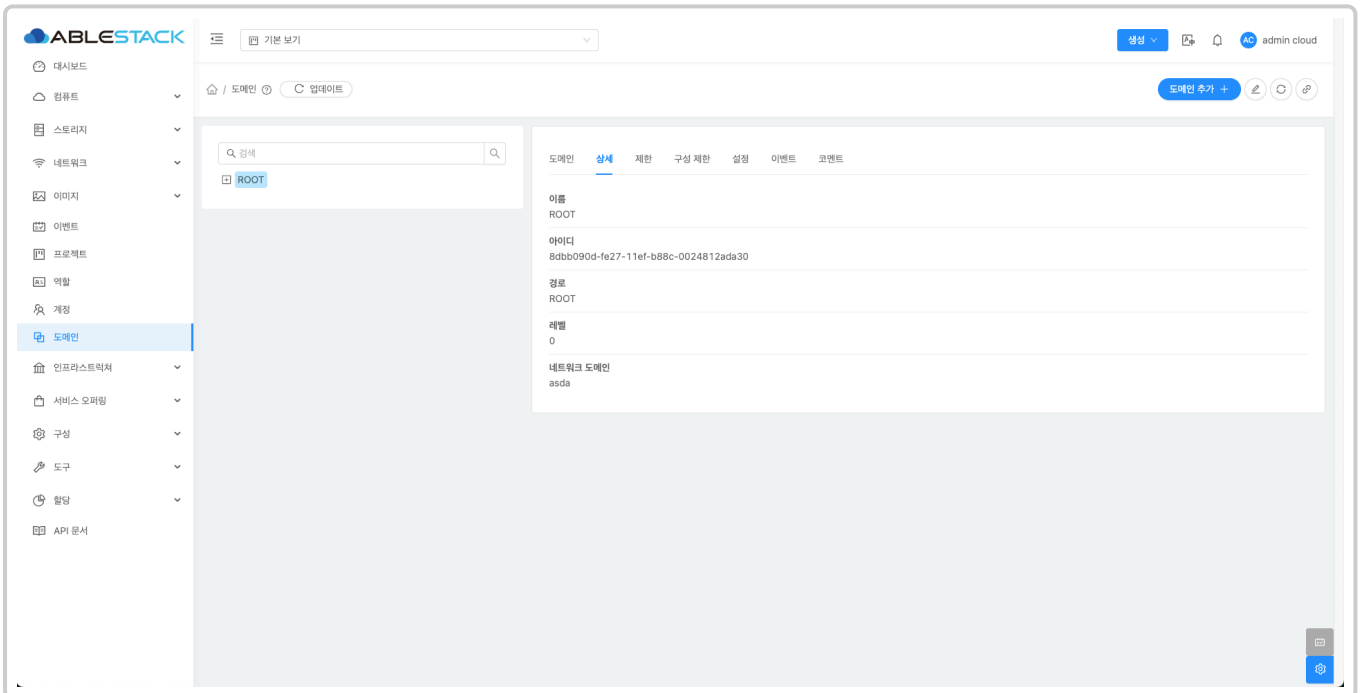 ABLESTACK
기본 보기
생성
AC admin cloud
대시보드
컴퓨트
스토리지
네트워크
이미지
이벤트
프로젝트
역할
계정
도메인
인프라스트럭쳐
서비스 오퍼링
구성
도구
할당
API 문서
/ 도메인 업데이트
도메인 추가 +
검색
ROOT
도메인 상세 제한 구성 제한 설정 이벤트 코멘트
이름
ROOT
아이디
8dbb090d-fe27-11ef-b88c-0024812ada30
경로
ROOT
레벨
0
네트워크 도메인
asda